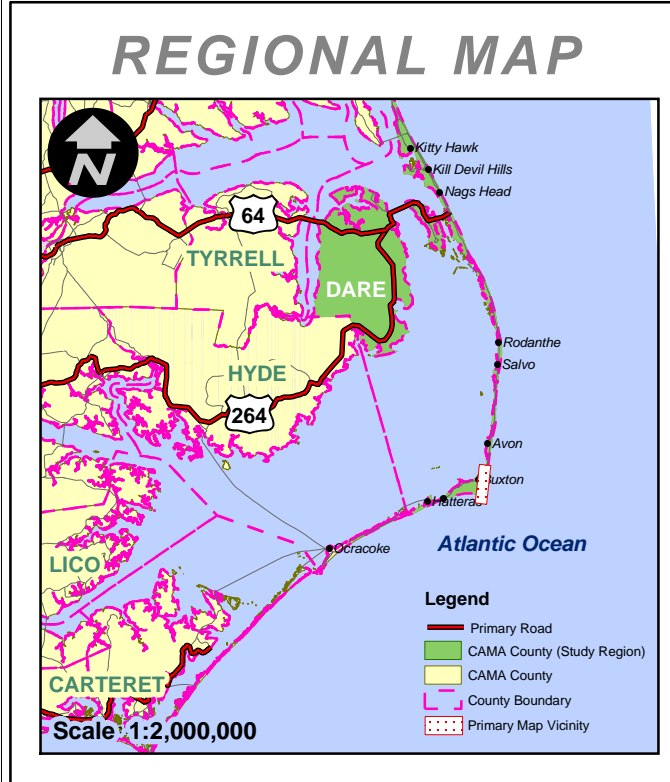 REGIONAL MAP
N
Kitty Hawk
Kill Devil Hills
Nags Head
64
TYRRELL
DARE
Rodanthe
Salvo
HYDE
264
Avon
Buxton
Hatteras
Ocracoke
Atlantic Ocean
LICO
Legend
Primary Road
CAMA County (Study Region)
CAMA County
County Boundary
Primary Map Vicinity
CARTERET
Scale 1:2,000,000